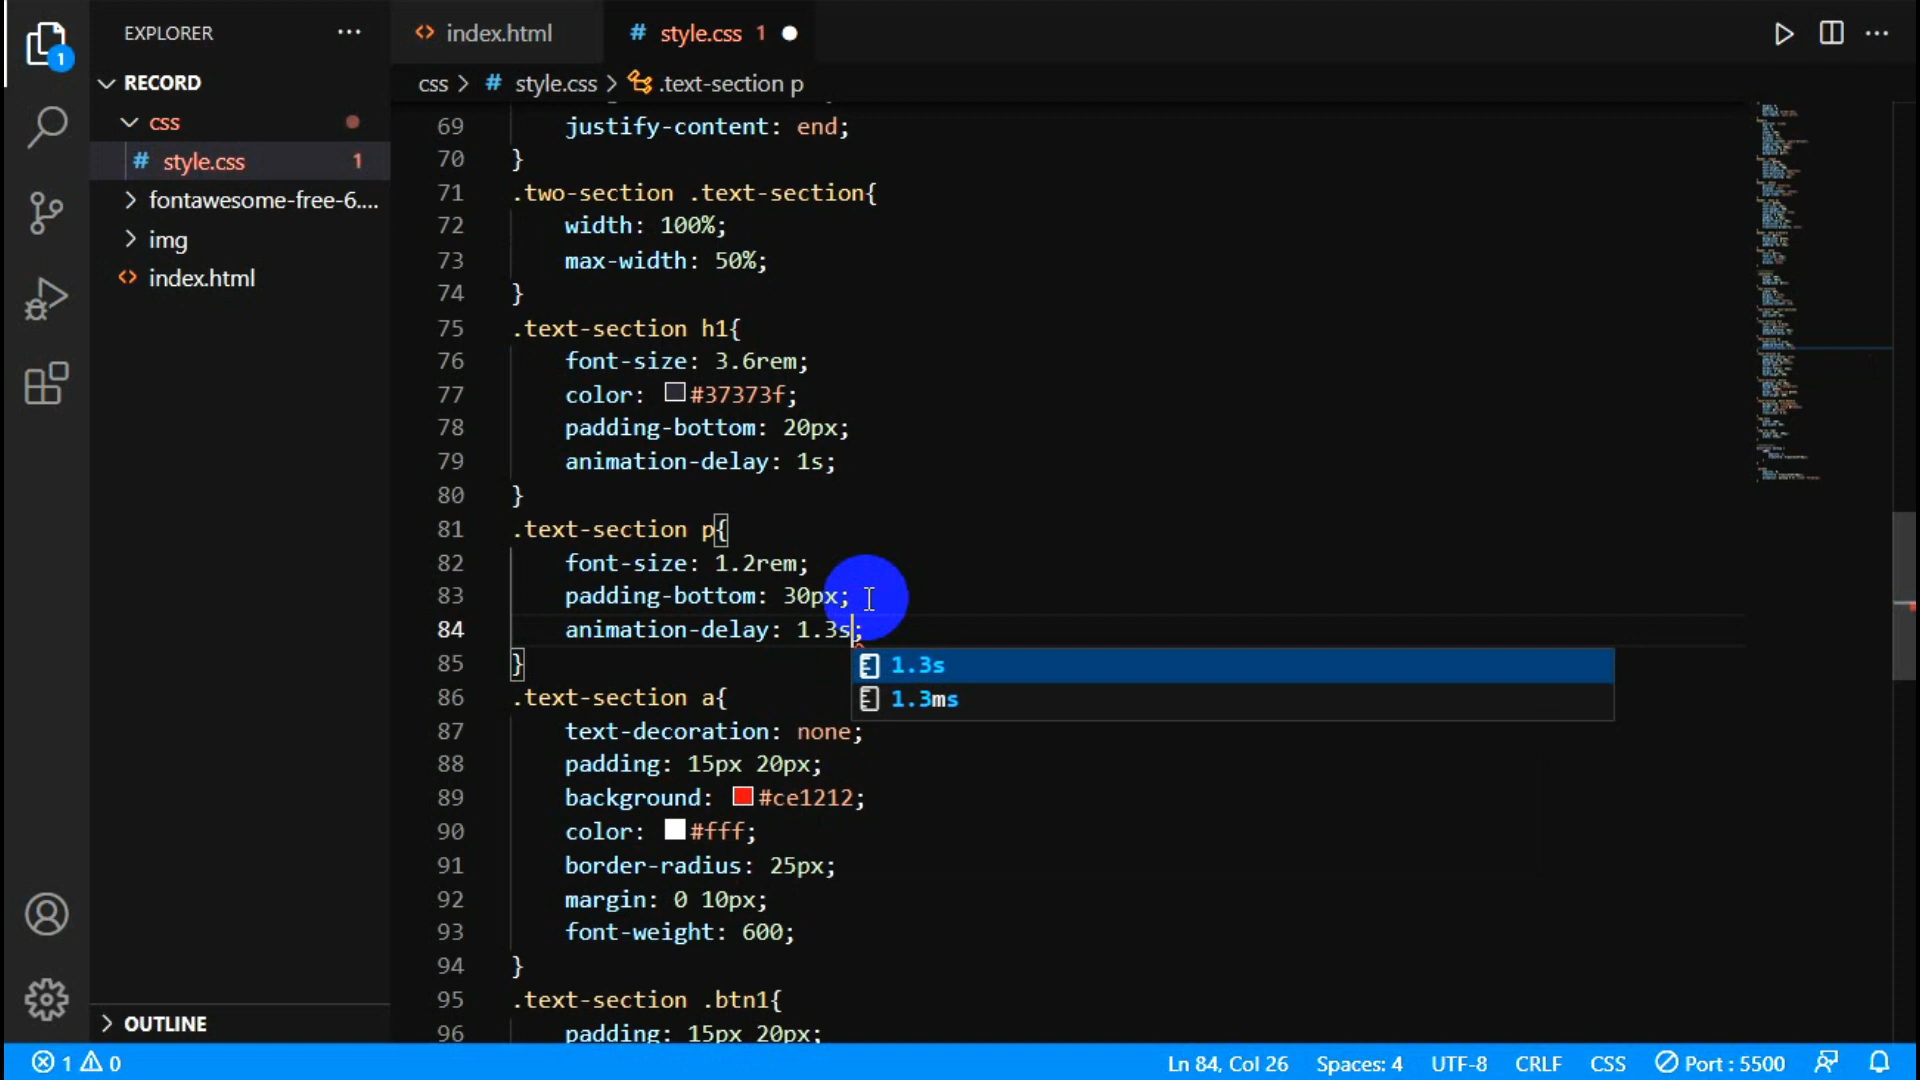 EXPLORER
index.html
# style.css 1
RECORD
css > # style.css > .text-section p
css
# style.css 1
fontawesome-free-6....
img
index.html
69 justify-content: end;
70 }
71 .two-section .text-section{
72 width: 100%;
73 max-width: 50%;
74 }
75 .text-section h1{
76 font-size: 3.6rem;
77 color: #37373f;
78 padding-bottom: 20px;
79 animation-delay: 1s;
80 }
81 .text-section p{
82 font-size: 1.2rem;
83 padding-bottom: 30px;
84 animation-delay: 1.3s;
1.3s
1.3ms
85 }
86 .text-section a{
87 text-decoration: none;
88 padding: 15px 20px;
89 background: #ce1212;
90 color: #fff;
91 border-radius: 25px;
92 margin: 0 10px;
93 font-weight: 600;
94 }
95 .text-section .btn1{
96 padding: 15px 20px;
OUTLINE
1 0
Ln 84, Col 26 Spaces: 4 UTF-8 CRLF CSS Port : 5500
1